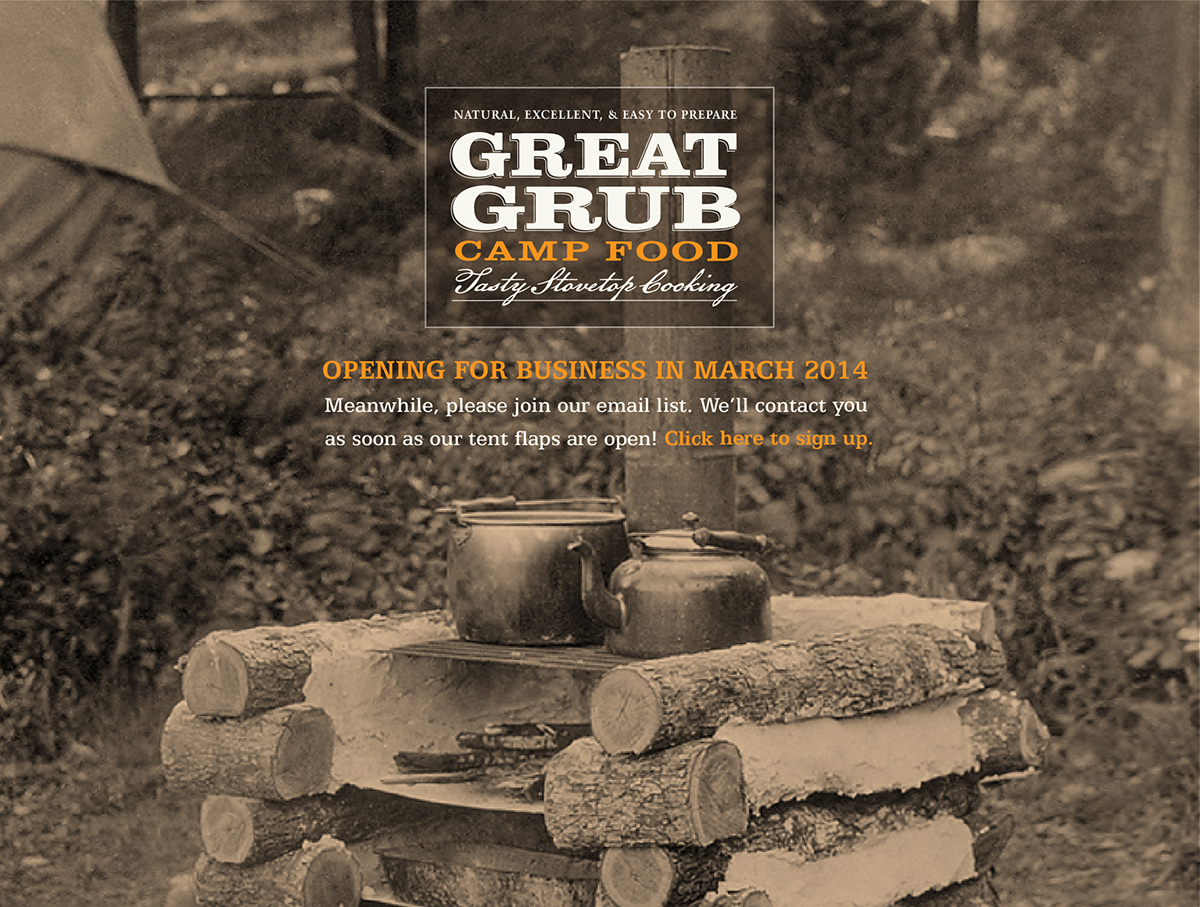 NATURAL, EXCELLENT, & EASY TO PREPARE
GREAT
GRUB
CAMP FOOD
Tasty Stovetop Cooking
OPENING FOR BUSINESS IN MARCH 2014
Meanwhile, please join our email list. We’ll contact you
as soon as our tent flaps are open! Click here to sign up.